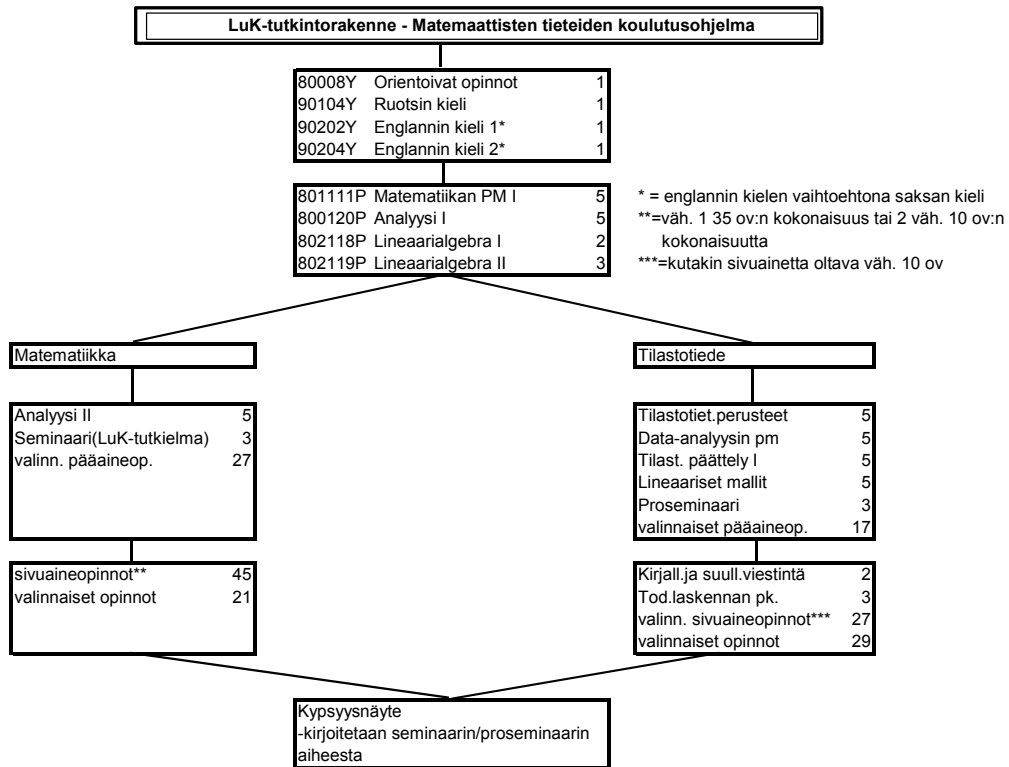 LuK-tutkintorakenne - Matemaattisten tieteiden koulutusohjelma
80008Y Orientoivat opinnot 1
90104Y Ruotsin kieli 1
90202Y Englannin kieli 1* 1
90204Y Englannin kieli 2* 1
801111P Matematiikan PM I 5
800120P Analyysi I 5
802118P Lineaarialgebra I 2
802119P Lineaarialgebra II 3
* = englannin kielen vaihtoehtona saksan kieli
**=väh. 1 35 ov:n kokonaisuus tai 2 väh. 10 ov:n
kokonaisuutta
***=kutakin sivuainetta oltava väh. 10 ov
Matematiikka
Analyysi II 5
Seminaari(LuK-tutkielma) 3
valinn. pääaineop. 27
sivuaineopinnot** 45
valinnaiset opinnot 21
Tilastotiede
Tilastotiet.perusteet 5
Data-analyysin pm 5
Tilast. päättely I 5
Lineaariset mallit 5
Proseminaari 3
valinnaiset pääaineop. 17
Kirjall.ja suull.viestintä 2
Tod.laskennan pk. 3
valinn. sivuaineopinnot*** 27
valinnaiset opinnot 29
Kypsyysnäyte
-kirjoitetaan seminaarin/proseminaarin
aiheesta